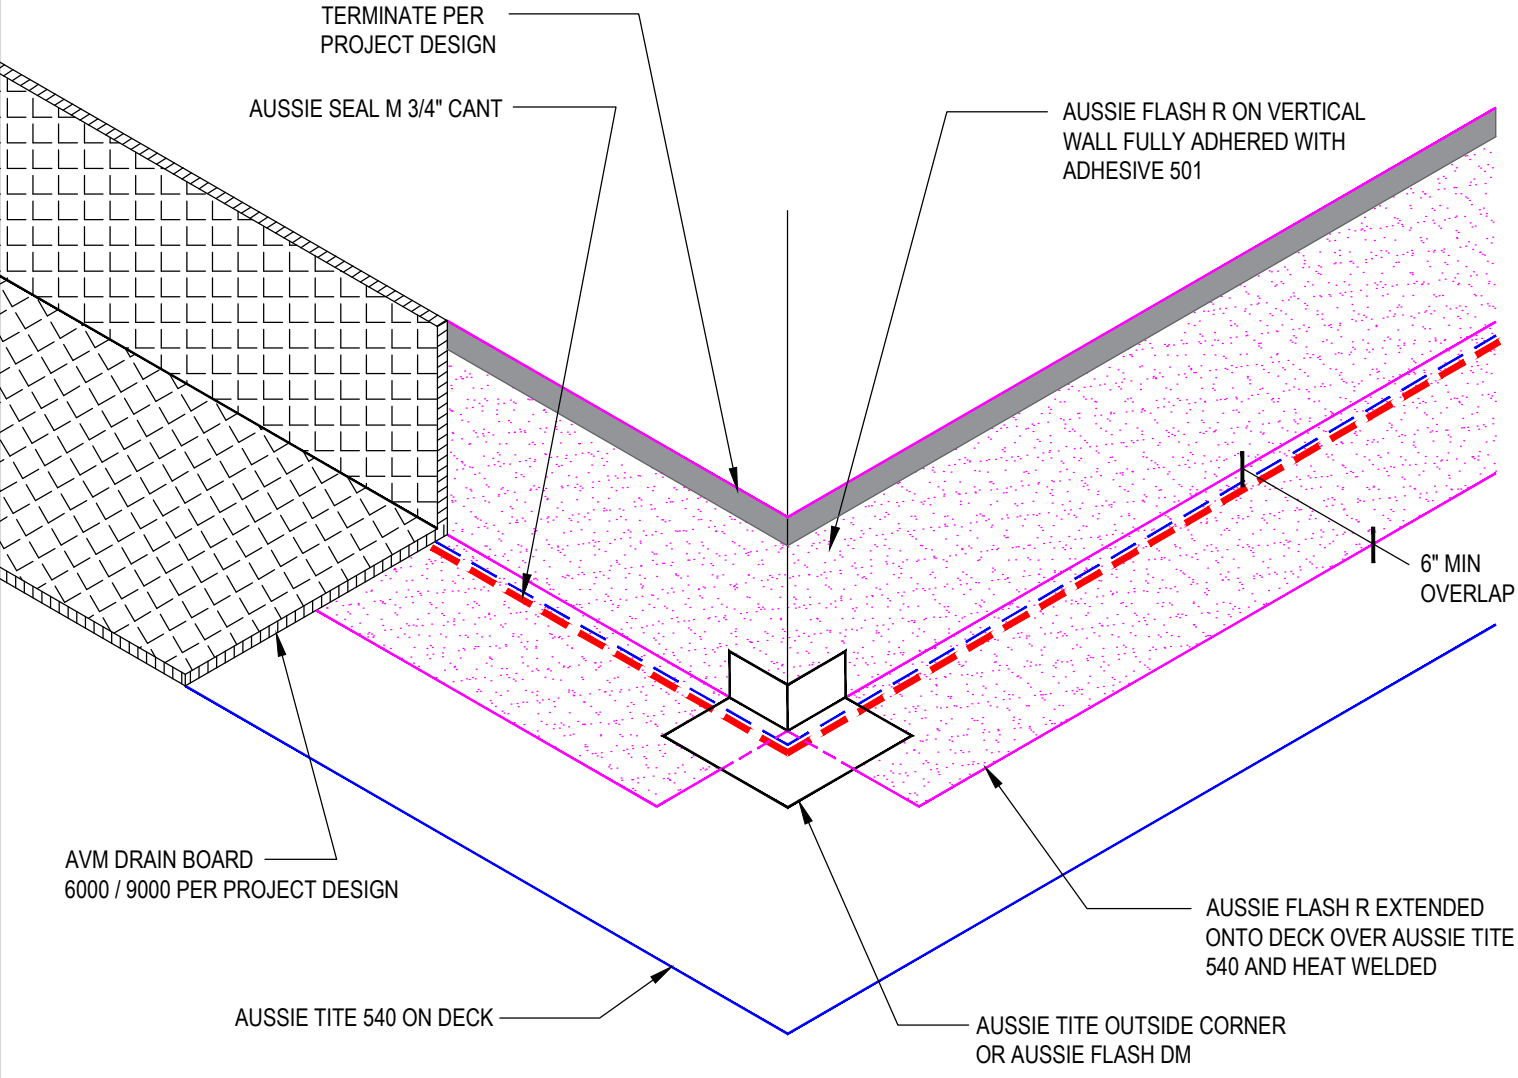 TERMINATE PER
PROJECT DESIGN
AUSSIE SEAL M 3/4" CANT
AUSSIE FLASH R ON VERTICAL
WALL FULLY ADHERED WITH
ADHESIVE 501
6" MIN
OVERLAP
AVM DRAIN BOARD
6000 / 9000 PER PROJECT DESIGN
AUSSIE FLASH R EXTENDED
ONTO DECK OVER AUSSIE TITE
540 AND HEAT WELDED
AUSSIE TITE 540 ON DECK
AUSSIE TITE OUTSIDE CORNER
OR AUSSIE FLASH DM